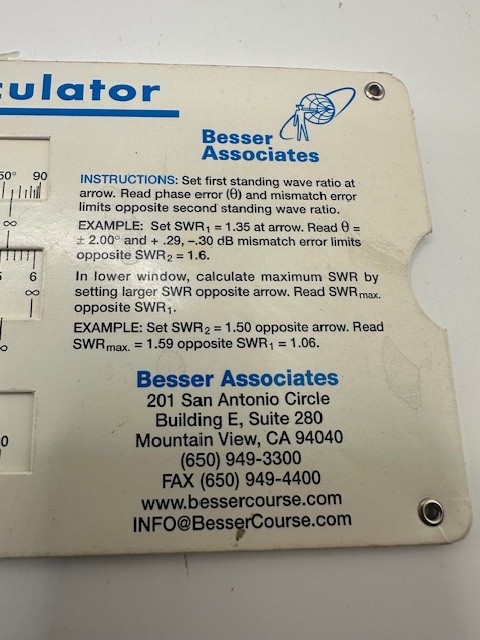 culator
Besser
Associates
INSTRUCTIONS: Set first standing wave ratio at
arrow. Read phase error (θ) and mismatch error
limits opposite second standing wave ratio.
EXAMPLE: Set SWR₁ = 1.35 at arrow. Read θ =
± 2.00° and + .29, –.30 dB mismatch error limits
opposite SWR₂ = 1.6.
In lower window, calculate maximum SWR by
setting larger SWR opposite arrow. Read SWRmax.
opposite SWR₁.
EXAMPLE: Set SWR₂ = 1.50 opposite arrow. Read
SWRmax. = 1.59 opposite SWR₁ = 1.06.
50° 90
∞
6
∞
∞
0
Besser Associates
201 San Antonio Circle
Building E, Suite 280
Mountain View, CA 94040
(650) 949-3300
FAX (650) 949-4400
www.bessercourse.com
INFO@BesserCourse.com